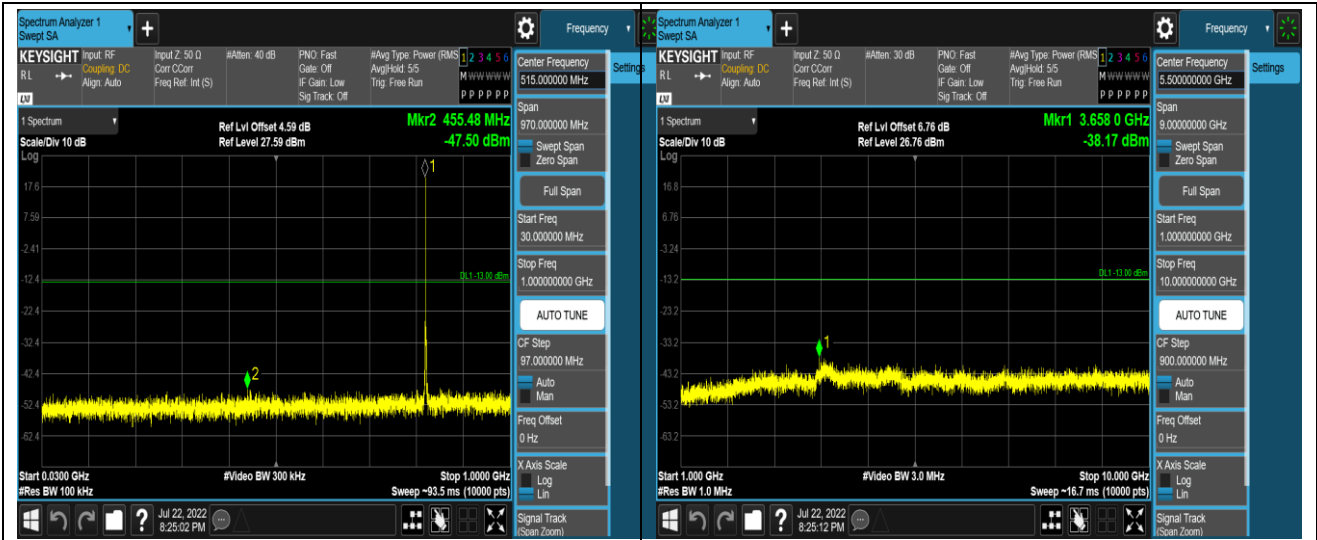 Spectrum Analyzer 1
Swept SA
Frequency
KEYSIGHT
Input: RF
Coupling: DC
Align: Auto
Input Z: 50 Ω
Corr CCorr
Freq Ref: Int (S)
#Atten: 40 dB
PNO: Fast
Gate: Off
IF Gain: Low
Sig Track: Off
#Avg Type: Power (RMS
Avg|Hold: 5/5
Trig: Free Run
1 2 3 4 5 6
M W W W W W
P P P P P P
RL
LXI
Center Frequency
515.000000 MHz
Settings
1 Spectrum
Scale/Div 10 dB
Log
Ref Lvl Offset 4.59 dB
Ref Level 27.59 dBm
Mkr2 455.48 MHz
-47.50 dBm
17.6
7.59
-2.41
-12.4
-22.4
-32.4
-42.4
-52.4
-62.4
1
2
DL1 -13.00 dBm
Start 0.0300 GHz
#Res BW 100 kHz
#Video BW 300 kHz
Stop 1.0000 GHz
Sweep ~93.5 ms (10000 pts)
Span
970.000000 MHz
Swept Span
Zero Span
Full Span
Start Freq
30.000000 MHz
Stop Freq
1.000000000 GHz
AUTO TUNE
CF Step
97.000000 MHz
Auto
Man
Freq Offset
0 Hz
X Axis Scale
Log
Lin
Signal Track
(Span Zoom)
Jul 22, 2022
8:25:02 PM
Spectrum Analyzer 1
Swept SA
Frequency
KEYSIGHT
Input: RF
Coupling: DC
Align: Auto
Input Z: 50 Ω
Corr CCorr
Freq Ref: Int (S)
#Atten: 30 dB
PNO: Fast
Gate: Off
IF Gain: Low
Sig Track: Off
#Avg Type: Power (RMS
Avg|Hold: 5/5
Trig: Free Run
1 2 3 4 5 6
M W W W W W
P P P P P P
RL
LXI
Center Frequency
5.500000000 GHz
Settings
1 Spectrum
Scale/Div 10 dB
Log
Ref Lvl Offset 6.76 dB
Ref Level 26.76 dBm
Mkr1 3.658 0 GHz
-38.17 dBm
16.8
6.76
-3.24
-13.2
-23.2
-33.2
-43.2
-53.2
-63.2
1
DL1 -13.00 dBm
Start 1.000 GHz
#Res BW 1.0 MHz
#Video BW 3.0 MHz
Stop 10.000 GHz
Sweep ~16.7 ms (10000 pts)
Span
9.00000000 GHz
Swept Span
Zero Span
Full Span
Start Freq
1.000000000 GHz
Stop Freq
10.000000000 GHz
AUTO TUNE
CF Step
900.000000 MHz
Auto
Man
Freq Offset
0 Hz
X Axis Scale
Log
Lin
Signal Track
(Span Zoom)
Jul 22, 2022
8:25:12 PM